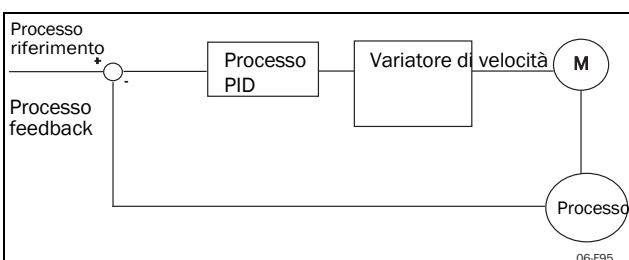 Processo
riferimento
+
-
Processo
PID
Variatore di velocità
M
Processo
feedback
Processo
06-F95